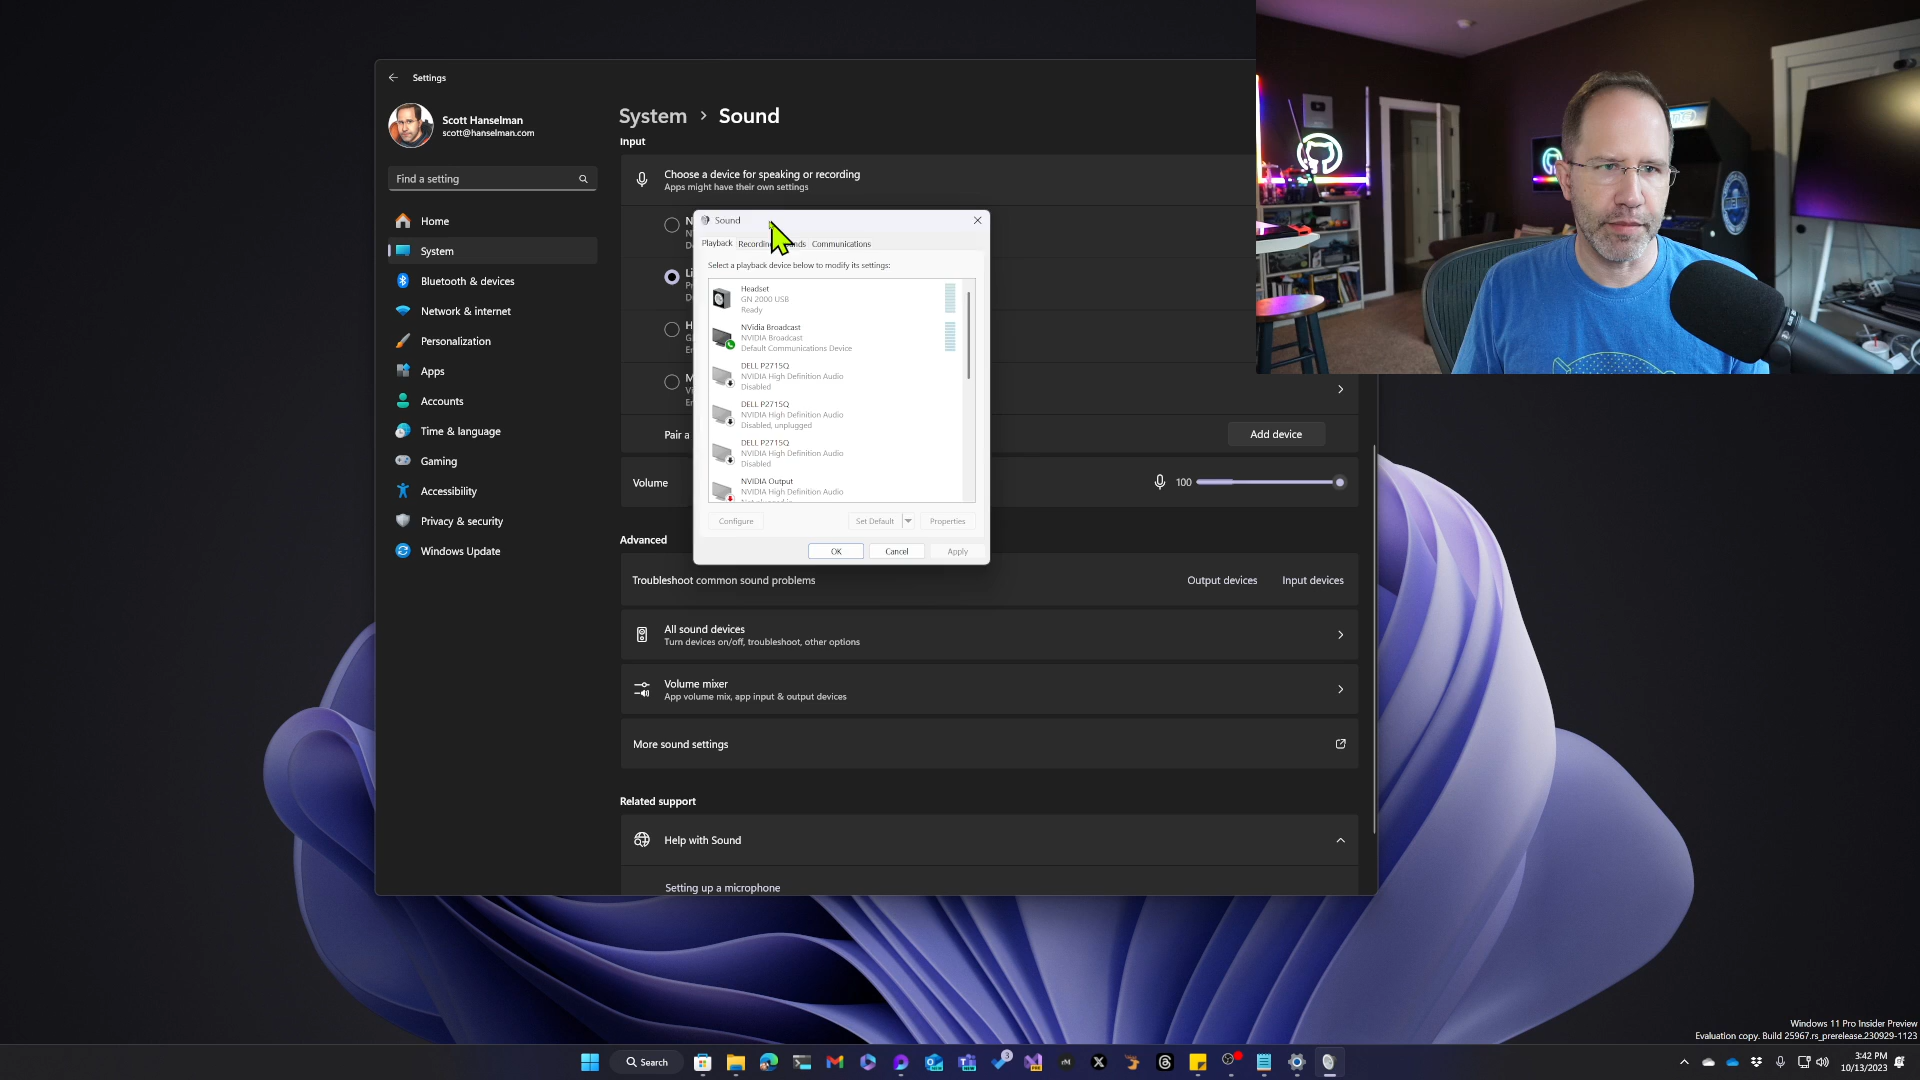 Settings
Scott Hanselman
scott@hanselman.com
Find a setting
Home
System
Bluetooth & devices
Network & internet
Personalization
Apps
Accounts
Time & language
Gaming
Accessibility
Privacy & security
Windows Update
System > Sound
Input
Choose a device for speaking or recording
Apps might have their own settings
Pair a
Add device
Volume
100
Advanced
Troubleshoot common sound problems
Output devices
Input devices
All sound devices
Turn devices on/off, troubleshoot, other options
Volume mixer
App volume mix, app input & output devices
More sound settings
Related support
Help with Sound
Setting up a microphone
Sound
Playback
Communications
Select a playback device below to modify its settings:
Headset
GN 2000 USB
Ready
NVidia Broadcast
NVIDIA Broadcast
Default Communications Device
DELL P2715Q
NVIDIA High Definition Audio
Disabled
DELL P2715Q
NVIDIA High Definition Audio
Disabled, unplugged
DELL P2715Q
NVIDIA High Definition Audio
Disabled
NVIDIA Output
NVIDIA High Definition Audio
Configure
Set Default
Properties
OK
Cancel
Apply
Windows 11 Pro Insider Preview
Evaluation copy. Build 25967.rs_prerelease.230929-1123
Search
3
rM
3:42 PM
10/13/2023